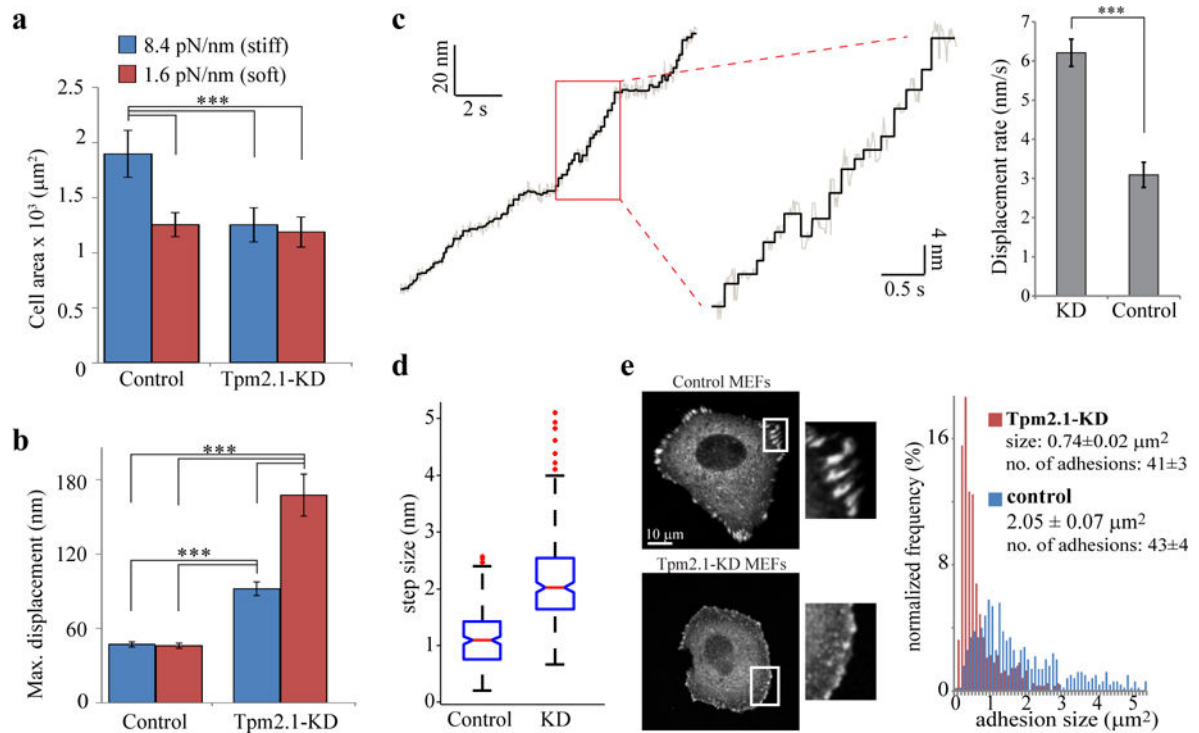 a
8.4 pN/nm (stiff)
1.6 pN/nm (soft)
Cell area x 10³ (μm²)
2.5
2
1.5
1
0.5
0
***
Control
Tpm2.1-KD
b
Max. displacement (nm)
180
120
60
0
***
***
Control
Tpm2.1-KD
c
20 nm
2 s
4 nm
0.5 s
Displacement rate (nm/s)
7
6
5
4
3
2
1
0
***
KD
Control
d
step size (nm)
5
4
3
2
1
0
Control
KD
e
Control MEFs
10 μm
Tpm2.1-KD MEFs
normalized frequency (%)
16
8
0
Tpm2.1-KD
size: 0.74±0.02 μm²
no. of adhesions: 41±3
control
2.05 ± 0.07 μm²
no. of adhesions: 43±4
0 1 2 3 4 5
adhesion size (μm²)